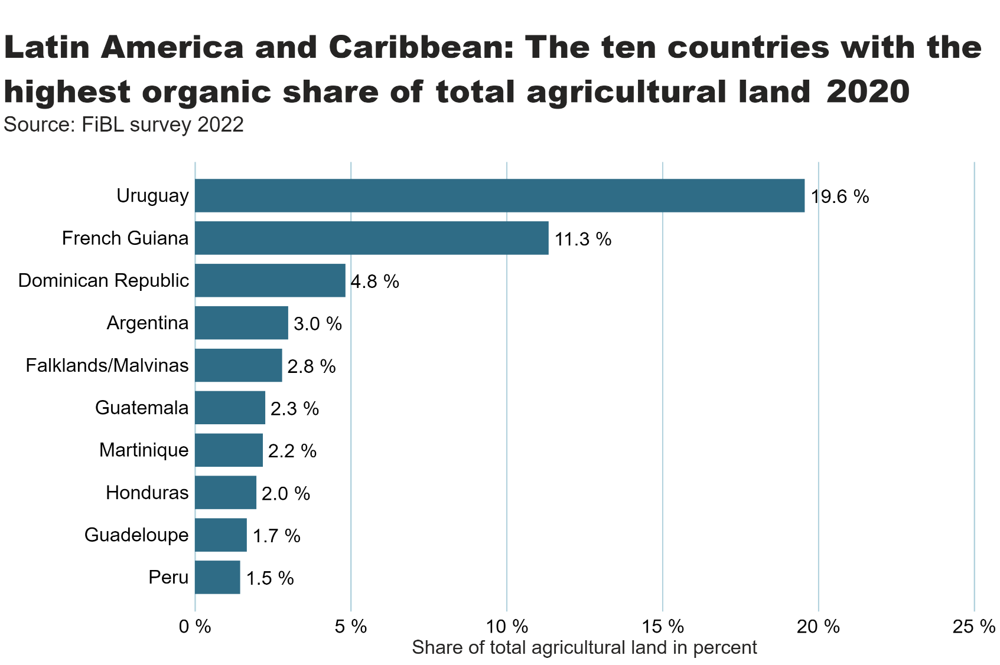 Latin America and Caribbean: The ten countries with the
highest organic share of total agricultural land 2020
Source: FiBL survey 2022
Uruguay 19.6 %
French Guiana 11.3 %
Dominican Republic 4.8 %
Argentina 3.0 %
Falklands/Malvinas 2.8 %
Guatemala 2.3 %
Martinique 2.2 %
Honduras 2.0 %
Guadeloupe 1.7 %
Peru 1.5 %
0 % 5 % 10 % 15 % 20 % 25 %
Share of total agricultural land in percent